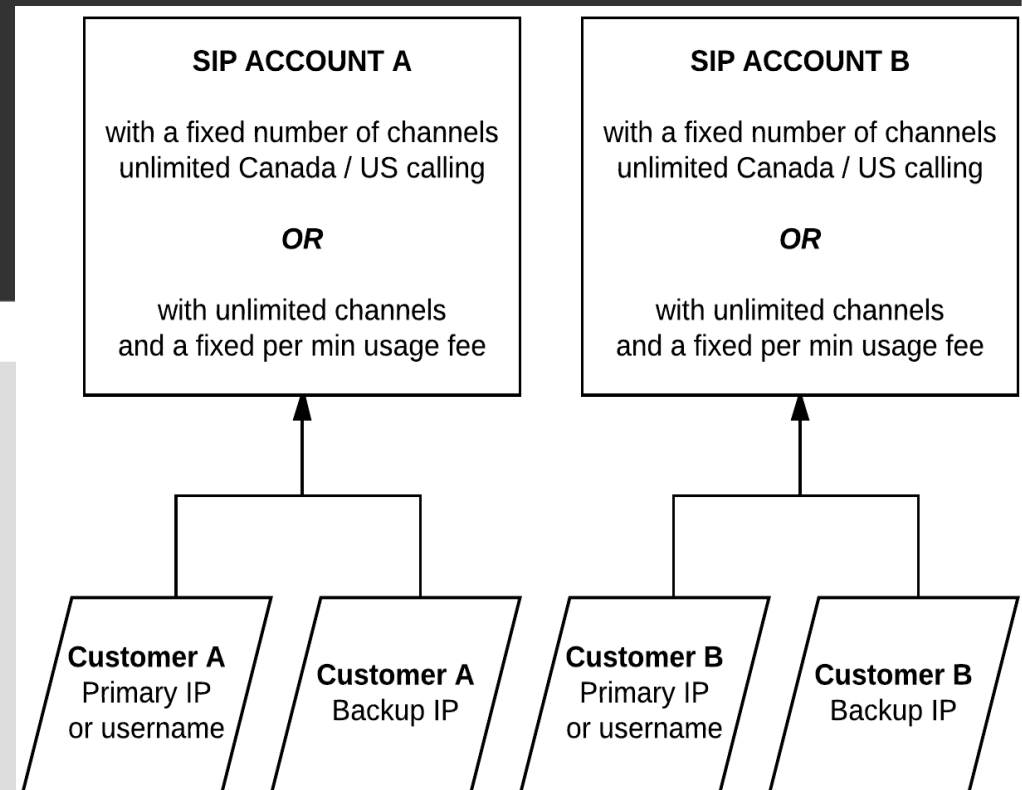 SIP ACCOUNT A
with a fixed number of channels
unlimited Canada / US calling
OR
with unlimited channels
and a fixed per min usage fee
SIP ACCOUNT B
with a fixed number of channels
unlimited Canada / US calling
OR
with unlimited channels
and a fixed per min usage fee
Customer A
Primary IP
or username
Customer A
Backup IP
Customer B
Primary IP
or username
Customer B
Backup IP